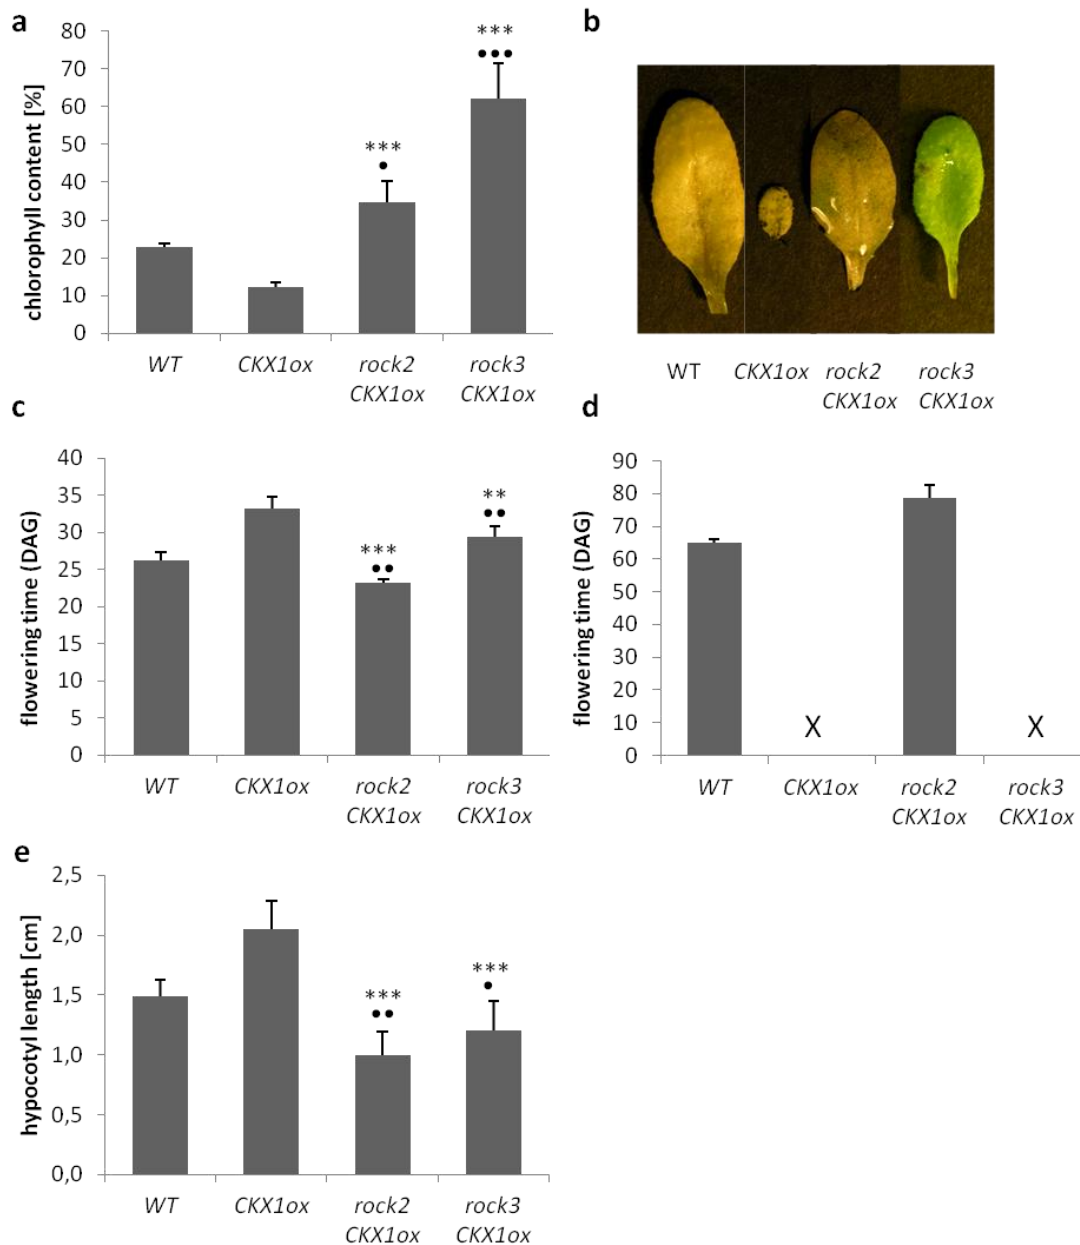 a
chlorophyll content [%]
80
70
60
50
40
30
20
10
0
***
•
***
•••
WT
CKX1ox
rock2
CKX1ox
rock3
CKX1ox
b
WT
CKX1ox
rock2
CKX1ox
rock3
CKX1ox
c
flowering time (DAG)
40
35
30
25
20
15
10
5
0
***
••
**
••
WT
CKX1ox
rock2
CKX1ox
rock3
CKX1ox
d
flowering time (DAG)
90
80
70
60
50
40
30
20
10
0
X
X
WT
CKX1ox
rock2
CKX1ox
rock3
CKX1ox
e
hypocotyl length [cm]
2,5
2,0
1,5
1,0
0,5
0,0
***
••
***
•
WT
CKX1ox
rock2
CKX1ox
rock3
CKX1ox